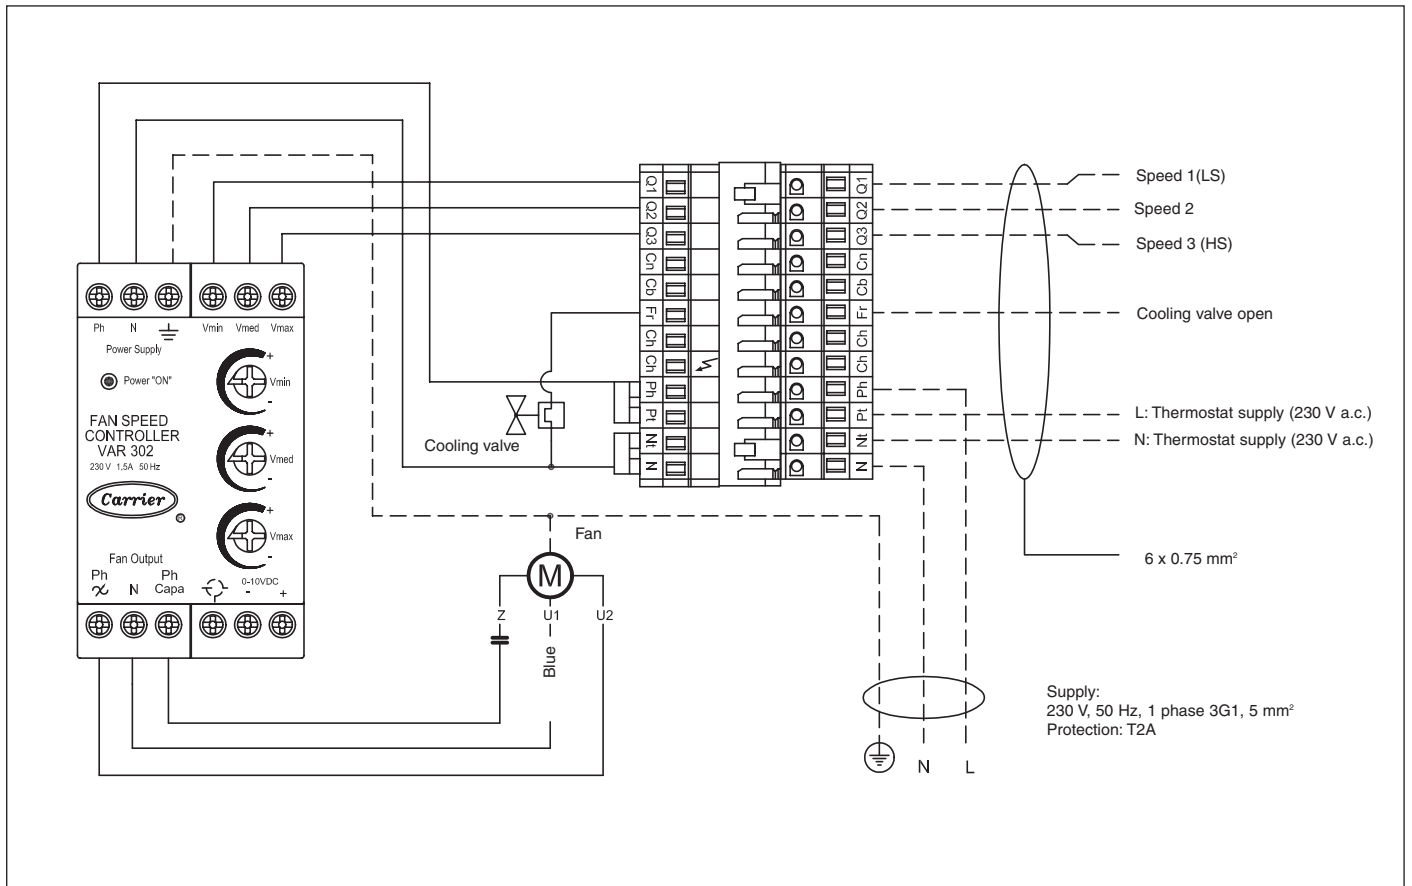 Speed 1(LS)
Speed 2
Speed 3 (HS)
Cooling valve open
L: Thermostat supply (230 V a.c.)
N: Thermostat supply (230 V a.c.)
6 x 0.75 mm²
Q1
Q2
Q3
Cn
Cb
Fr
Ch
Ch
Ph
Pt
Nt
N
Q1
Q2
Q3
Cn
Cb
Fr
Ch
Ch
Ph
Pt
Nt
N
Ph N Vmin Vmed Vmax
Power Supply
Power "ON"
+
Vmin
-
FAN SPEED
CONTROLLER
VAR 302
230 V 1,5A 50 Hz
+
Vmed
-
Carrier
+
Vmax
-
Fan Output
Ph N Ph
Capa
0-10VDC
- +
Cooling valve
Fan
M
Z U1 U2
Blue
Supply:
230 V, 50 Hz, 1 phase 3G1, 5 mm²
Protection: T2A
N L